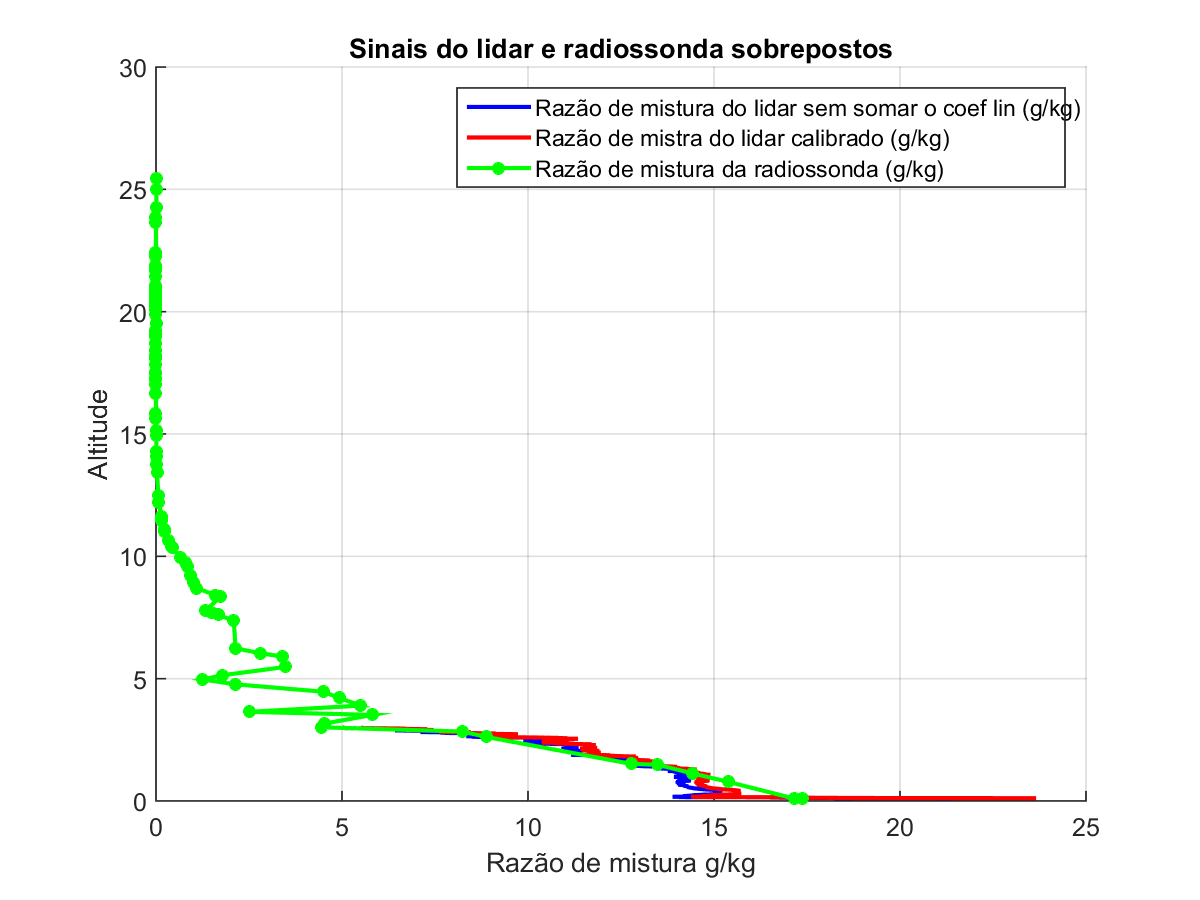 Sinais do lidar e radiossonda sobrepostos
30
Razão de mistura do lidar sem somar o coef lin (g/kg)
Razão de mistra do lidar calibrado (g/kg)
Razão de mistura da radiossonda (g/kg)
25
20
15
10
5
0
Altitude
0 5 10 15 20 25
Razão de mistura g/kg